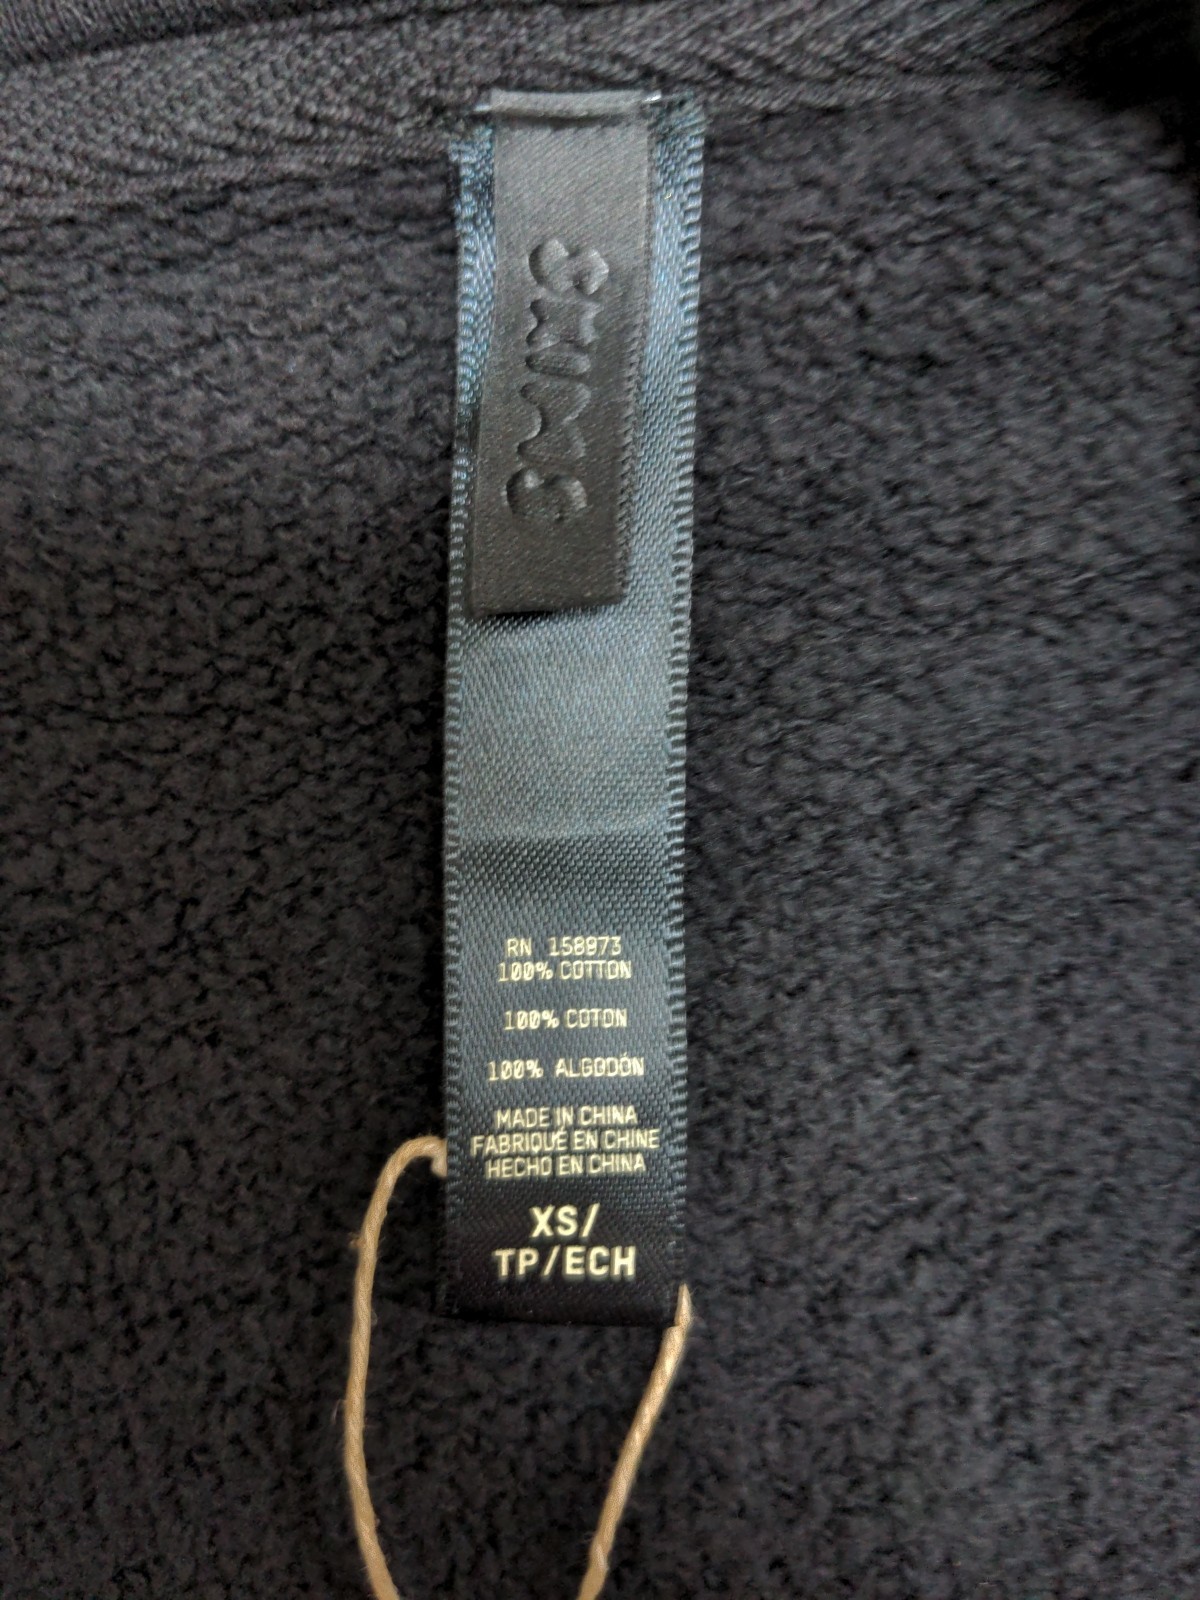 SKIMS
RN 158973
100% COTTON
100% COTON
100% ALGODÓN
MADE IN CHINA
FABRIQUÉ EN CHINE
HECHO EN CHINA
XS/
TP/ECH